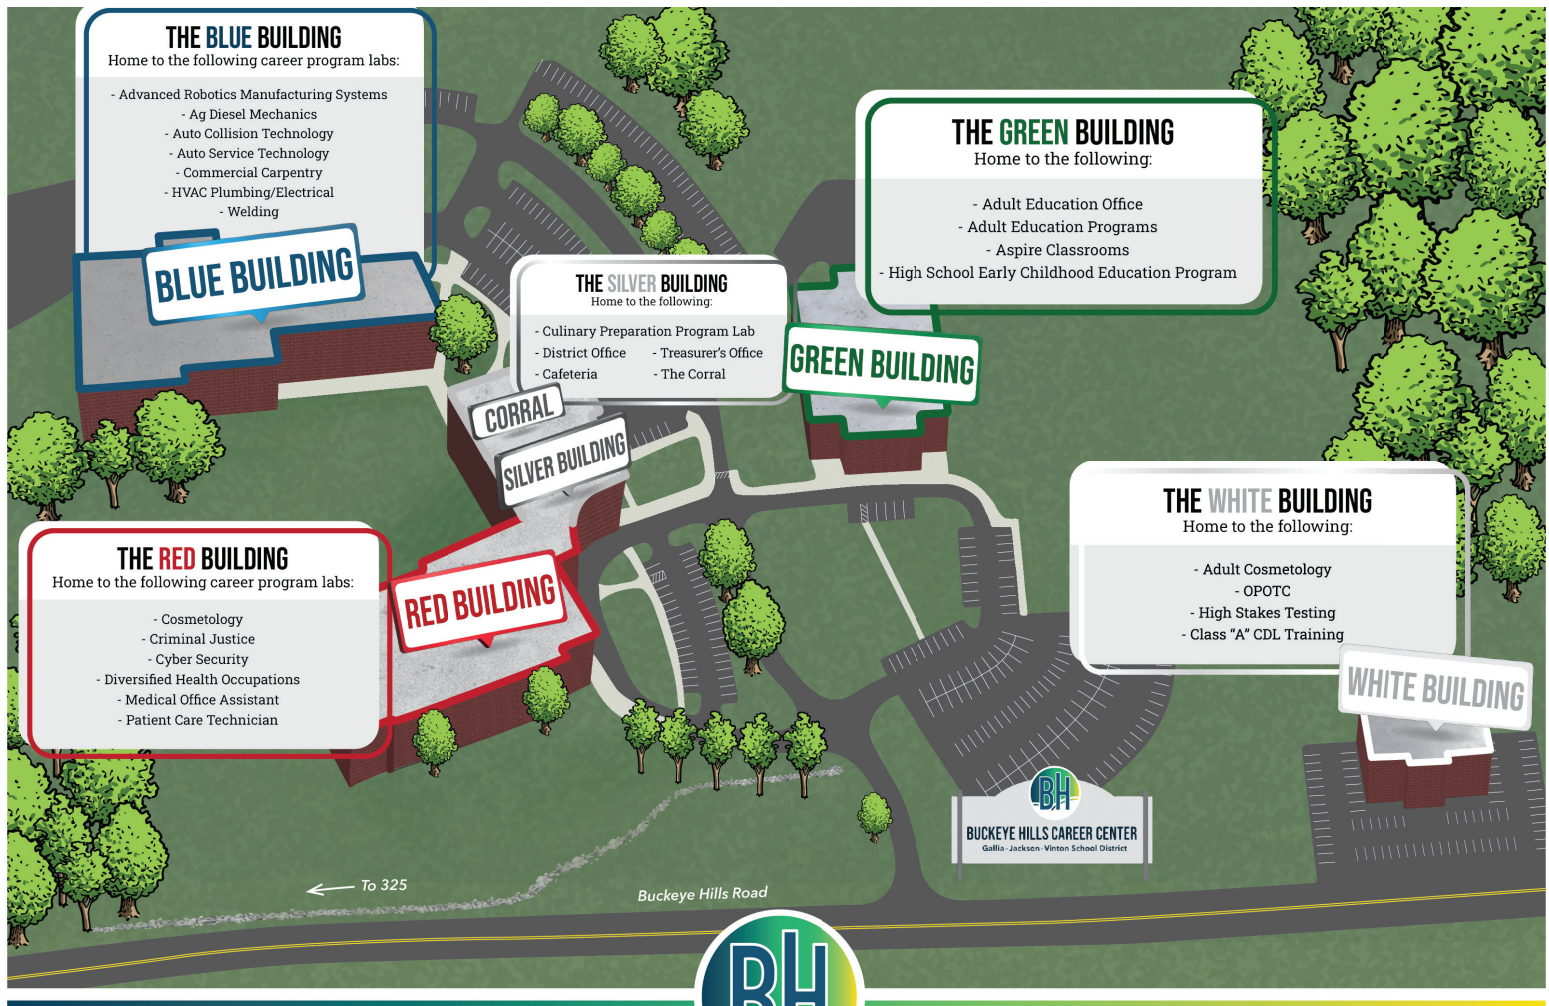 THE BLUE BUILDING
Home to the following career program labs:
- Advanced Robotics Manufacturing Systems
- Ag Diesel Mechanics
- Auto Collision Technology
- Auto Service Technology
- Commercial Carpentry
- HVAC Plumbing/Electrical
- Welding
BLUE BUILDING
THE GREEN BUILDING
Home to the following:
- Adult Education Office
- Adult Education Programs
- Aspire Classrooms
- High School Early Childhood Education Program
GREEN BUILDING
THE SILVER BUILDING
Home to the following:
- Culinary Preparation Program Lab
- District Office - Treasurer's Office
- Cafeteria - The Corral
CORRAL
SILVER BUILDING
THE WHITE BUILDING
Home to the following:
- Adult Cosmetology
- OPOTC
- High Stakes Testing
- Class “A” CDL Training
WHITE BUILDING
THE RED BUILDING
Home to the following career program labs:
- Cosmetology
- Criminal Justice
- Cyber Security
- Diversified Health Occupations
- Medical Office Assistant
- Patient Care Technician
RED BUILDING
BH
BUCKEYE HILLS CAREER CENTER
Gallia - Jackson - Vinton School District
To 325
Buckeye Hills Road
BH